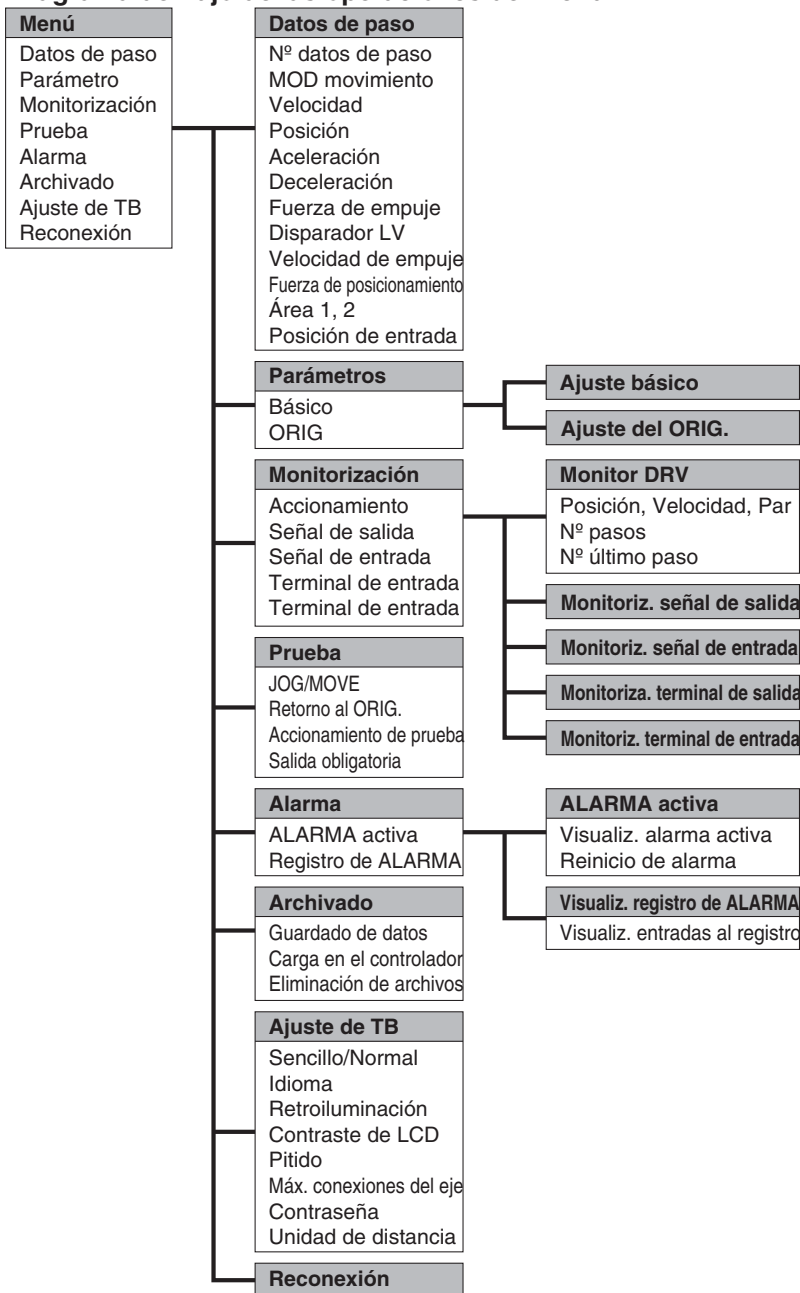 Menú
Datos de paso
Parámetro
Monitorización
Prueba
Alarma
Archivado
Ajuste de TB
Reconexión
Datos de paso
Nº datos de paso
MOD movimiento
Velocidad
Posición
Aceleración
Deceleración
Fuerza de empuje
Disparador LV
Velocidad de empuje
Fuerza de posicionamiento
Área 1, 2
Posición de entrada
Parámetros
Básico
ORIG
Ajuste básico
Ajuste del ORIG.
Monitorización
Accionamiento
Señal de salida
Señal de entrada
Terminal de entrada
Terminal de entrada
Monitor DRV
Posición, Velocidad, Par
Nº pasos
Nº último paso
Monitoriz. señal de salida
Monitoriz. señal de entrada
Monitoriza. terminal de salida
Monitoriz. terminal de entrada
Prueba
JOG/MOVE
Retorno al ORIG.
Accionamiento de prueba
Salida obligatoria
Alarma
ALARMA activa
Registro de ALARMA
ALARMA activa
Visualiz. alarma activa
Reinicio de alarma
Visualiz. registro de ALARMA
Visualiz. entradas al registro
Archivado
Guardado de datos
Carga en el controlador
Eliminación de archivos
Ajuste de TB
Sencillo/Normal
Idioma
Retroiluminación
Contraste de LCD
Pitido
Máx. conexiones del eje
Contraseña
Unidad de distancia
Reconexión